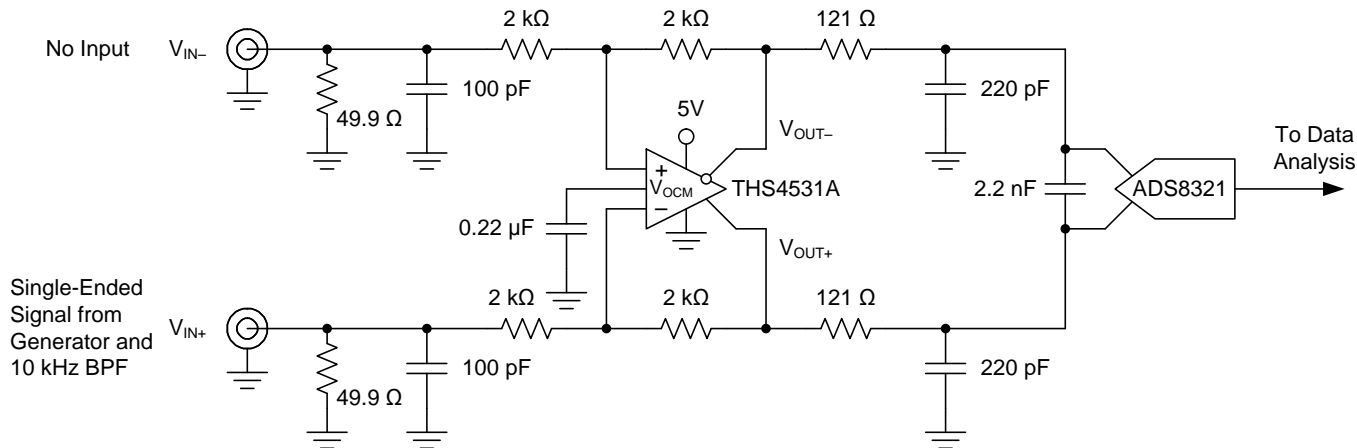 No Input
V_IN–
2 kΩ
2 kΩ
121 Ω
49.9 Ω
100 pF
220 pF
5V
V_OUT–
+
V_OCM
−
THS4531A
0.22 µF
V_OUT+
2.2 nF
ADS8321
To Data
Analysis
Single-Ended
Signal from
Generator and
10 kHz BPF
V_IN+
2 kΩ
2 kΩ
121 Ω
49.9 Ω
100 pF
220 pF